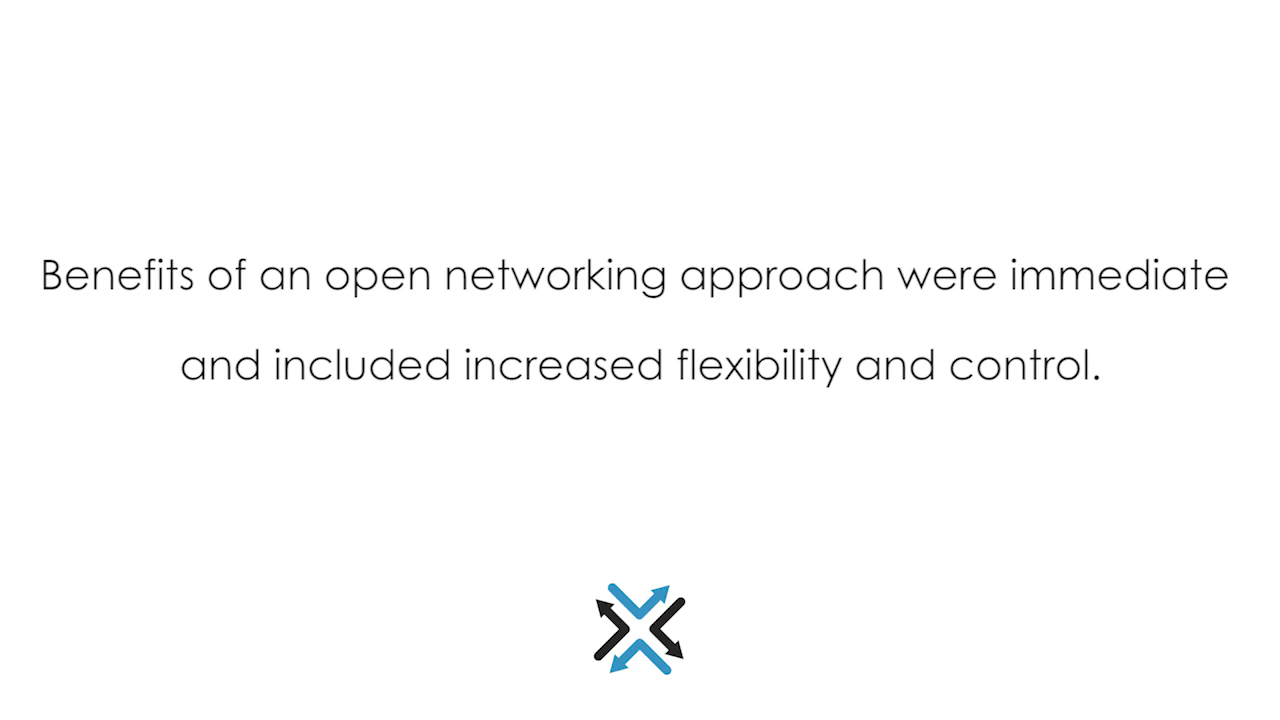 Benefits of an open networking approach were immediate
and included increased flexibility and control.